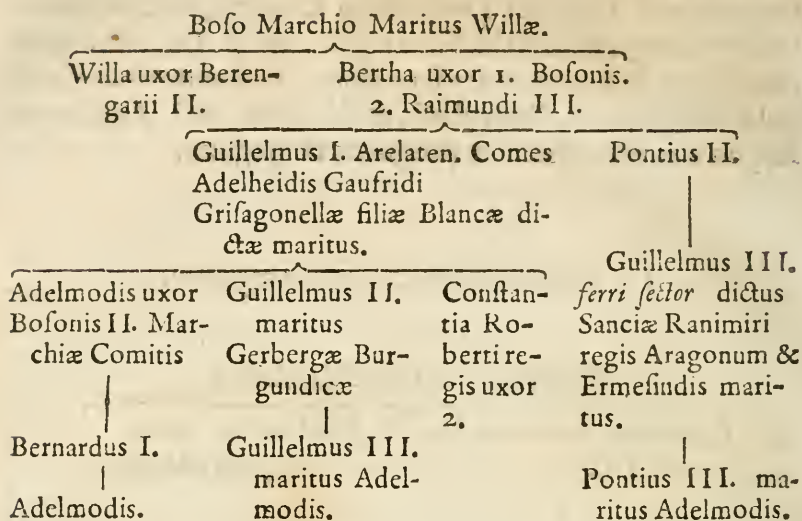 Boſo Marchio Maritus Willæ.
Willa uxor Beren-
garii II.
Bertha uxor 1. Boſonis.
2. Raimundi III.
Guillelmus I. Arelaten. Comes
Adelheidis Gaufridi
Griſagonellæ filiæ Blancæ di-
ctæ maritus.
Pontius II.
Adelmodis uxor
Boſonis II. Mar-
chiæ Comitis
Guillelmus II.
maritus
Gerbergæ Bur-
gundicæ
Conſtan-
tia Ro-
berti re-
gis uxor
2.
Guillelmus III.
ferri ſector dictus
Sanciæ Ranimiri
regis Aragonum &
Ermeſindis mari-
tus.
Bernardus I.
Adelmodis.
Guillelmus III.
maritus Adel-
modis.
Pontius III. ma-
ritus Adelmodis.